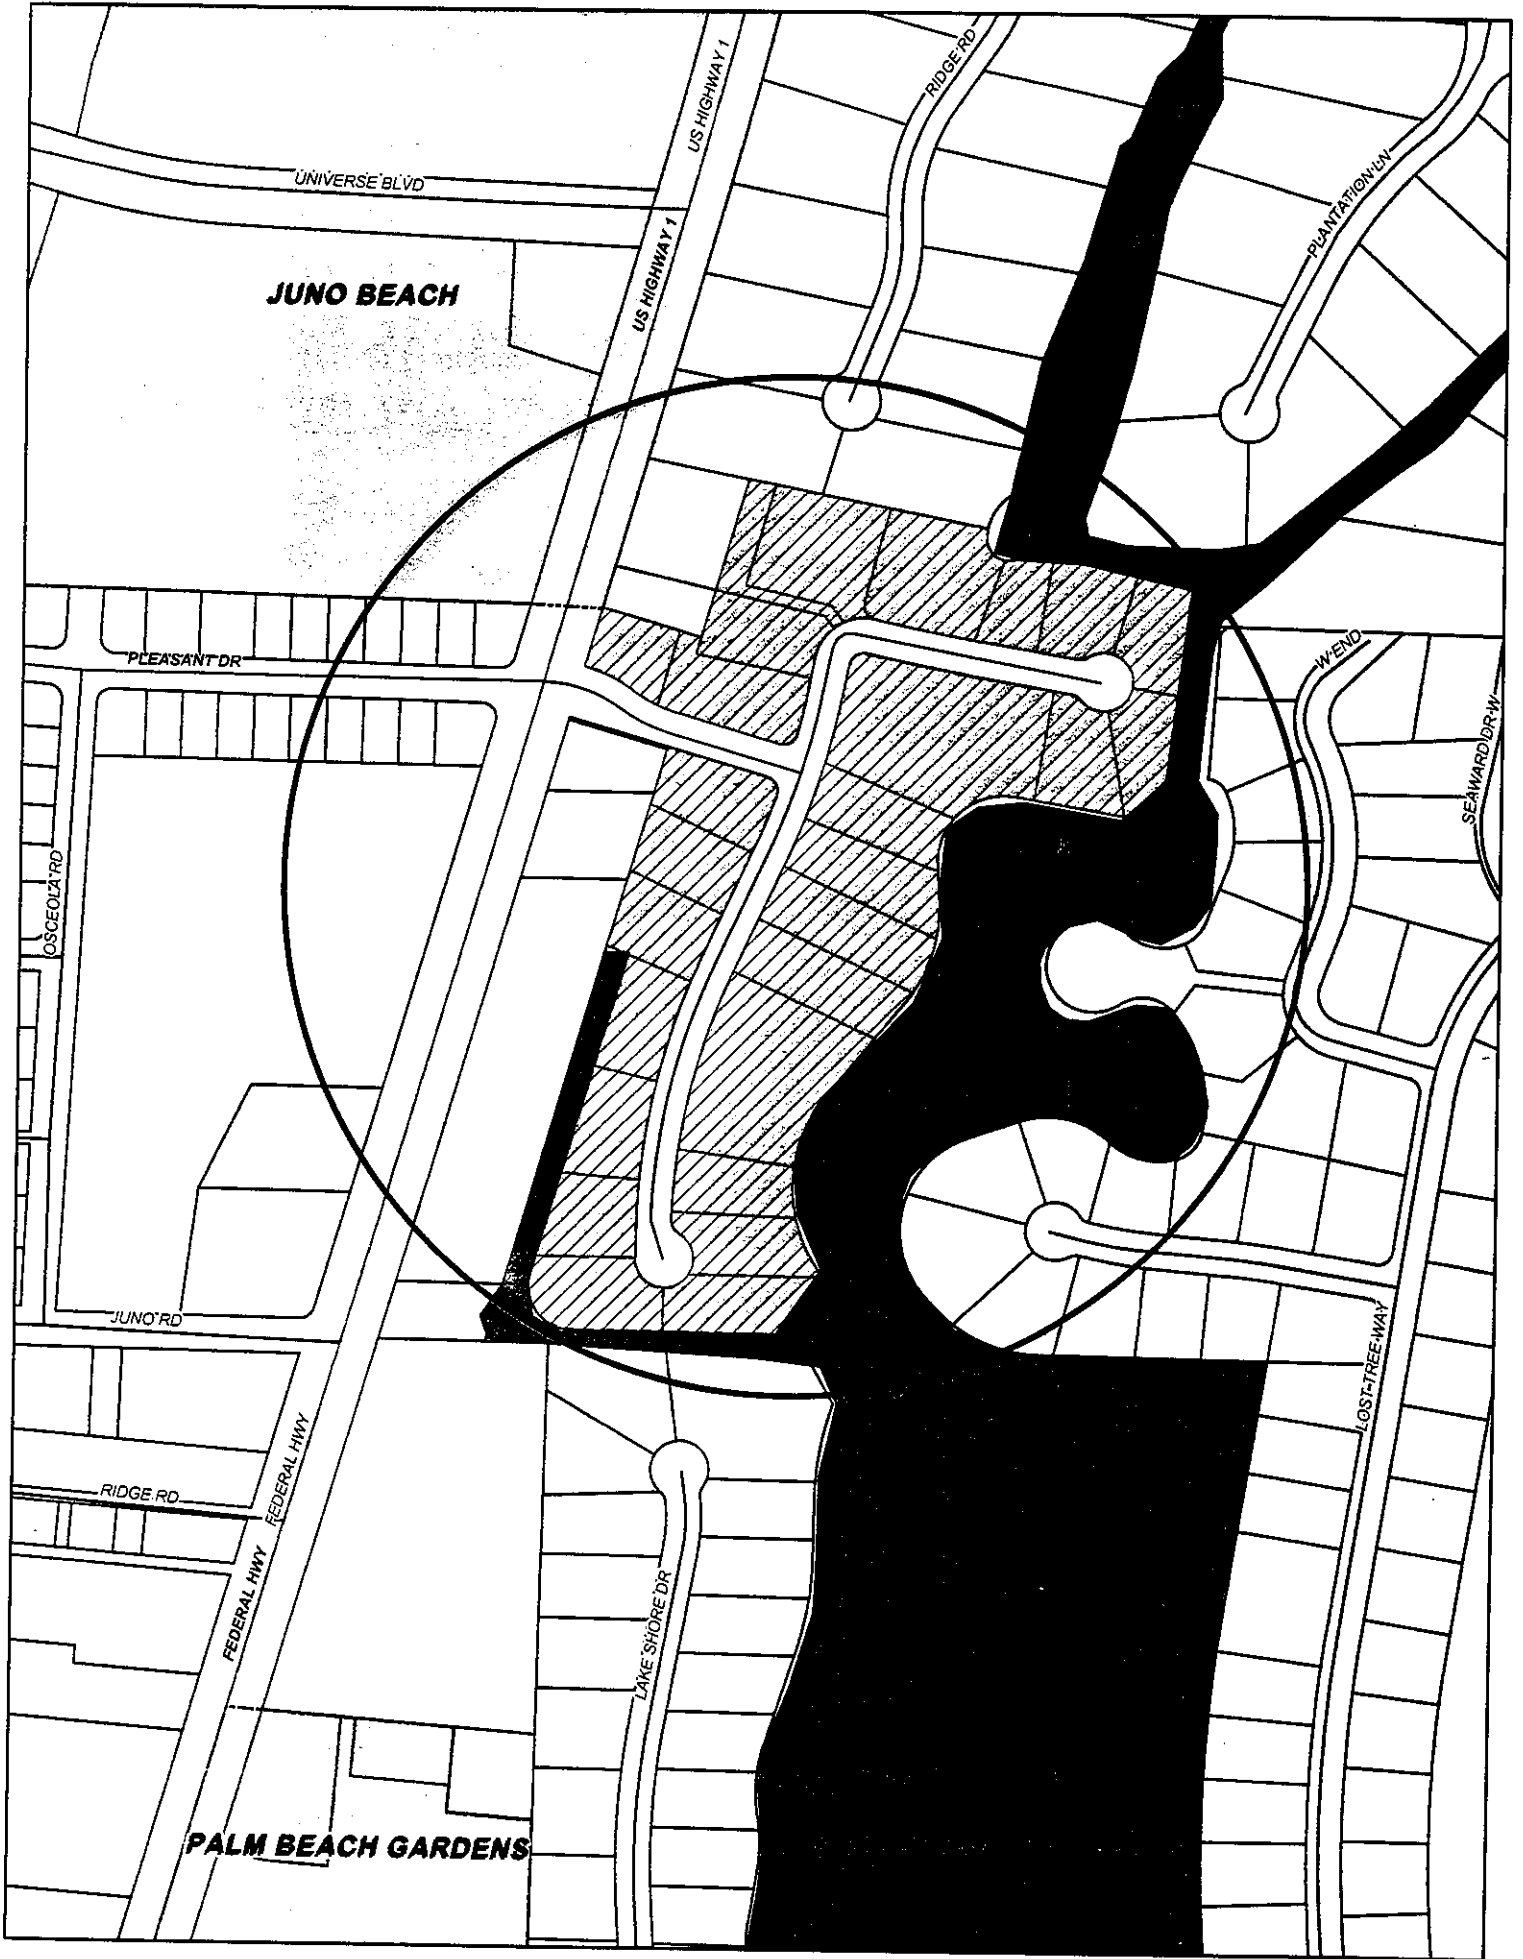 US HIGHWAY 1
RIDGE RD
UNIVERSE BLVD
PLANTATION LN
US HIGHWAY 1
JUNO BEACH
PLEASANT DR
W END
SEAWARD DR W
OSCEOLA RD
JUNO RD
LOST TREE WAY
FEDERAL HWY
RIDGE RD
FEDERAL HWY
LAKE SHORE DR
PALM BEACH GARDENS